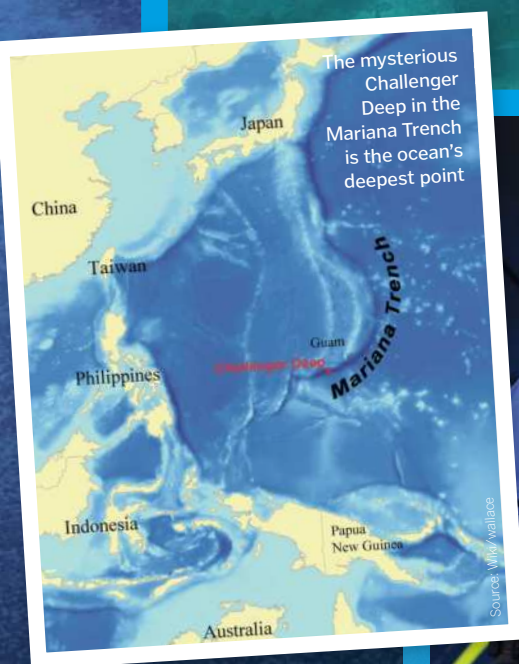 The mysterious
Challenger
Deep in the
Mariana Trench
is the ocean's
deepest point
Japan
China
Taiwan
Mariana Trench
Guam
Challenger Deep
Philippines
Indonesia
Papua
New Guinea
Australia
Source: Wiki/wallace